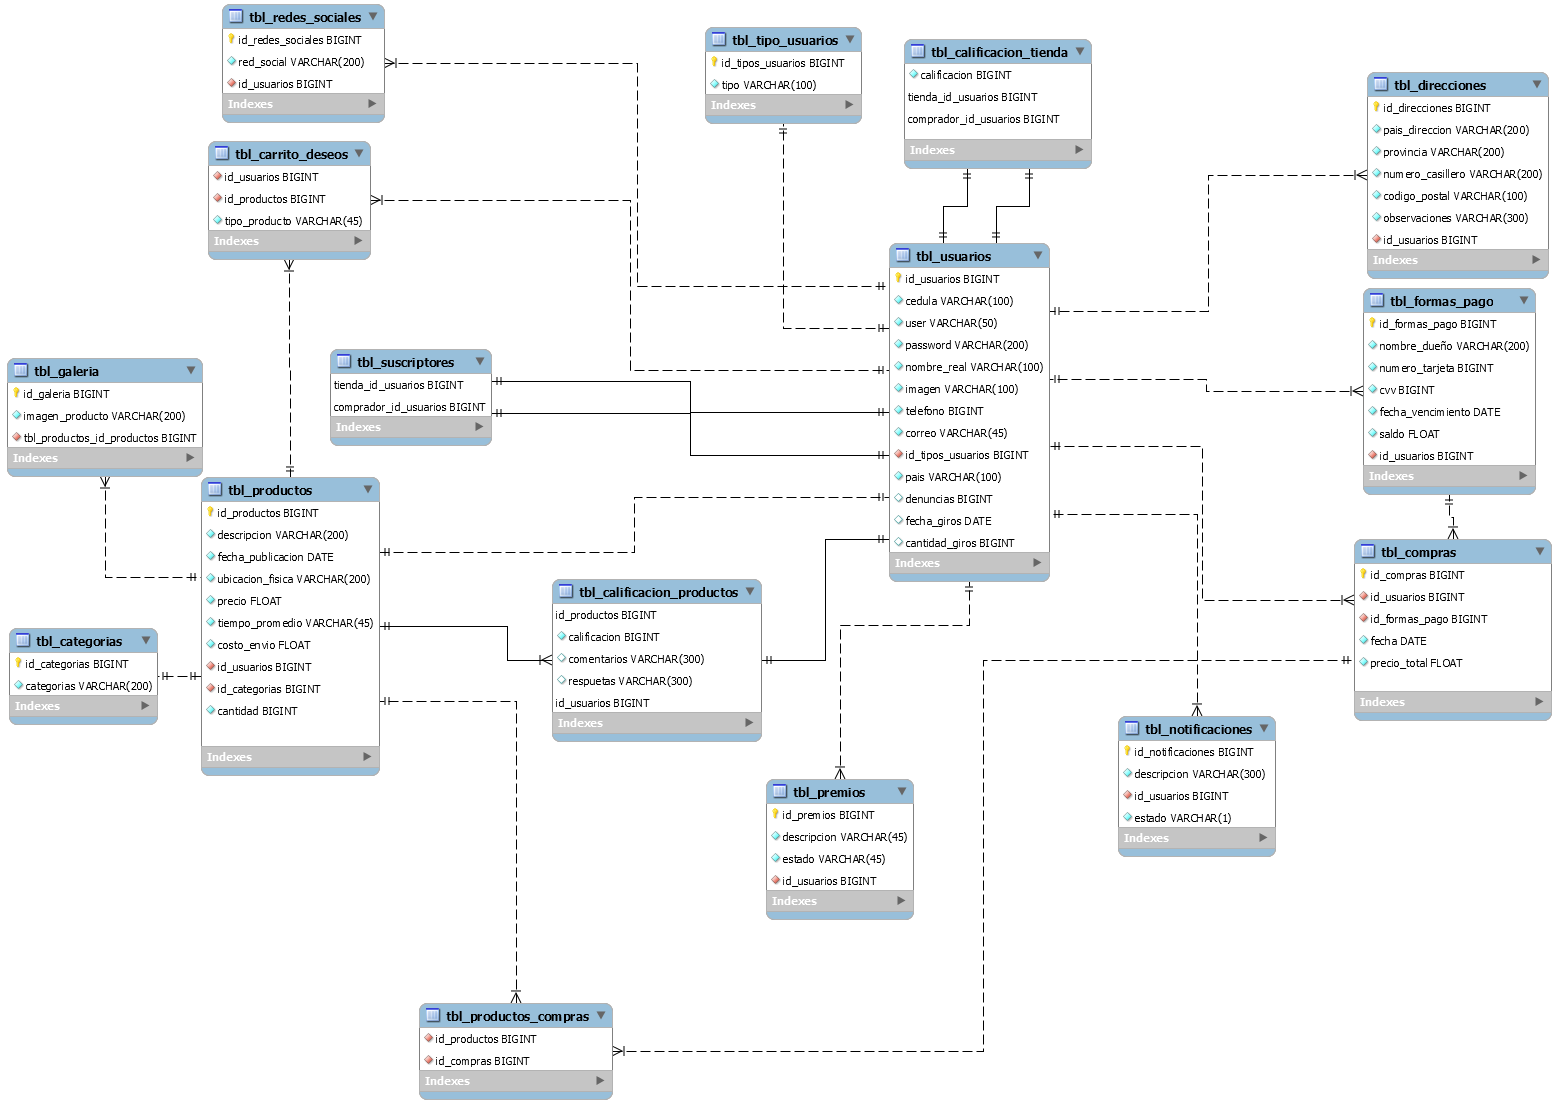 tbl_redes_sociales
id_redes_sociales BIGINT
red_social VARCHAR(200)
id_usuarios BIGINT
Indexes
tbl_tipo_usuarios
id_tipos_usuarios BIGINT
tipo VARCHAR(100)
Indexes
tbl_calificacion_tienda
calificacion BIGINT
tienda_id_usuarios BIGINT
comprador_id_usuarios BIGINT
Indexes
tbl_direcciones
id_direcciones BIGINT
pais_direccion VARCHAR(200)
provincia VARCHAR(200)
numero_casillero VARCHAR(200)
codigo_postal VARCHAR(100)
observaciones VARCHAR(300)
id_usuarios BIGINT
Indexes
tbl_carrito_deseos
id_usuarios BIGINT
id_productos BIGINT
tipo_producto VARCHAR(45)
Indexes
tbl_usuarios
id_usuarios BIGINT
cedula VARCHAR(100)
user VARCHAR(50)
password VARCHAR(200)
nombre_real VARCHAR(100)
imagen VARCHAR(100)
telefono BIGINT
correo VARCHAR(45)
id_tipos_usuarios BIGINT
pais VARCHAR(100)
denuncias BIGINT
fecha_giros DATE
cantidad_giros BIGINT
Indexes
tbl_formas_pago
id_formas_pago BIGINT
nombre_dueño VARCHAR(200)
numero_tarjeta BIGINT
cvv BIGINT
fecha_vencimiento DATE
saldo FLOAT
id_usuarios BIGINT
Indexes
tbl_suscriptores
tienda_id_usuarios BIGINT
comprador_id_usuarios BIGINT
Indexes
tbl_galeria
id_galeria BIGINT
imagen_producto VARCHAR(200)
tbl_productos_id_productos BIGINT
Indexes
tbl_productos
id_productos BIGINT
descripcion VARCHAR(200)
fecha_publicacion DATE
ubicacion_fisica VARCHAR(200)
precio FLOAT
tiempo_promedio VARCHAR(45)
costo_envio FLOAT
id_usuarios BIGINT
id_categorias BIGINT
cantidad BIGINT
Indexes
tbl_compras
id_compras BIGINT
id_usuarios BIGINT
id_formas_pago BIGINT
fecha DATE
precio_total FLOAT
Indexes
tbl_calificacion_productos
id_productos BIGINT
calificacion BIGINT
comentarios VARCHAR(300)
respuetas VARCHAR(300)
id_usuarios BIGINT
Indexes
tbl_categorias
id_categorias BIGINT
categorias VARCHAR(200)
Indexes
tbl_notificaciones
id_notificaciones BIGINT
descripcion VARCHAR(300)
id_usuarios BIGINT
estado VARCHAR(1)
Indexes
tbl_premios
id_premios BIGINT
descripcion VARCHAR(45)
estado VARCHAR(45)
id_usuarios BIGINT
Indexes
tbl_productos_compras
id_productos BIGINT
id_compras BIGINT
Indexes